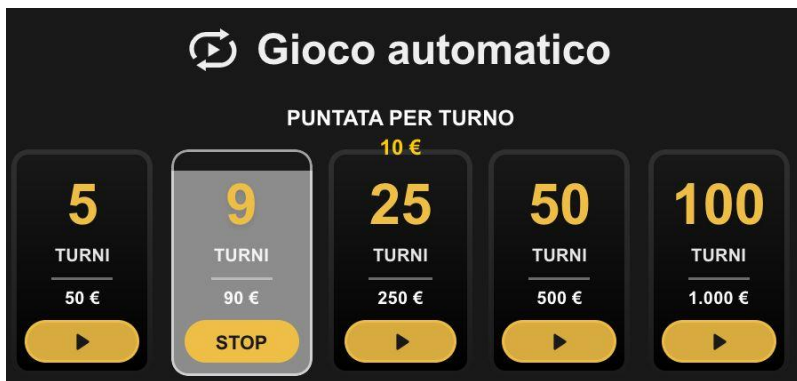 Gioco automatico
PUNTATA PER TURNO
10 €
5
TURNI
50 €
9
TURNI
90 €
STOP
25
TURNI
250 €
50
TURNI
500 €
100
TURNI
1.000 €